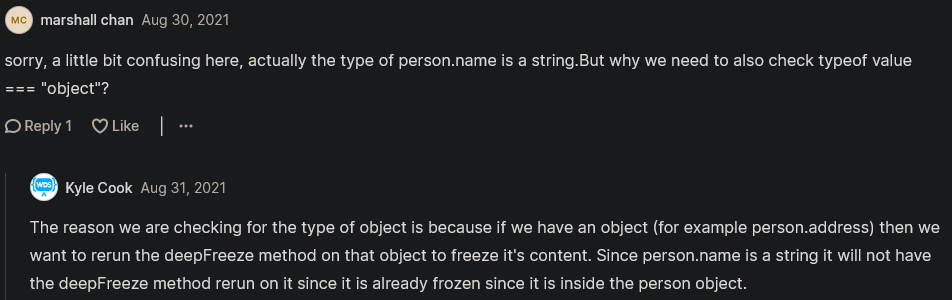 MC marshall chan Aug 30, 2021
sorry, a little bit confusing here, actually the type of person.name is a string.But why we need to also check typeof value
=== "object"?
Reply 1 Like
WDS Kyle Cook Aug 31, 2021
The reason we are checking for the type of object is because if we have an object (for example person.address) then we
want to rerun the deepFreeze method on that object to freeze it's content. Since person.name is a string it will not have
the deepFreeze method rerun on it since it is already frozen since it is inside the person object.